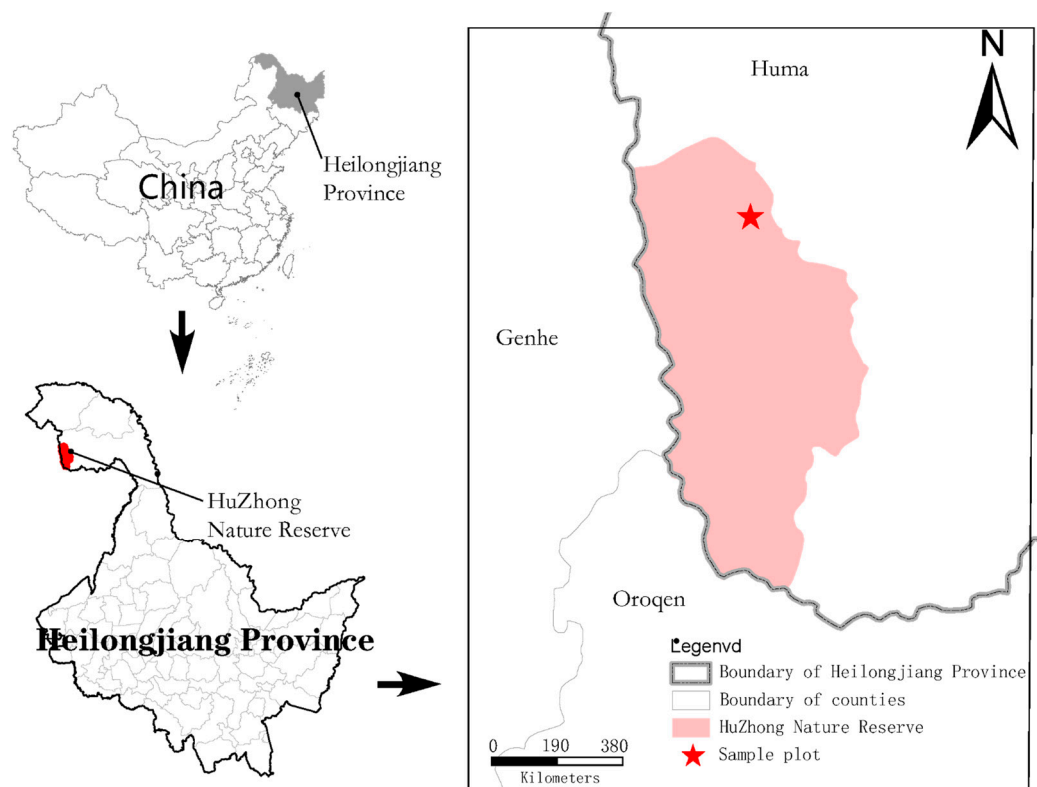 China
Heilongjiang
Province
HuZhong
Nature Reserve
Heilongjiang Province
N
Huma
Genhe
Oroqen
Legenvd
Boundary of Heilongjiang Province
Boundary of counties
HuZhong Nature Reserve
Sample plot
0 190 380
Kilometers